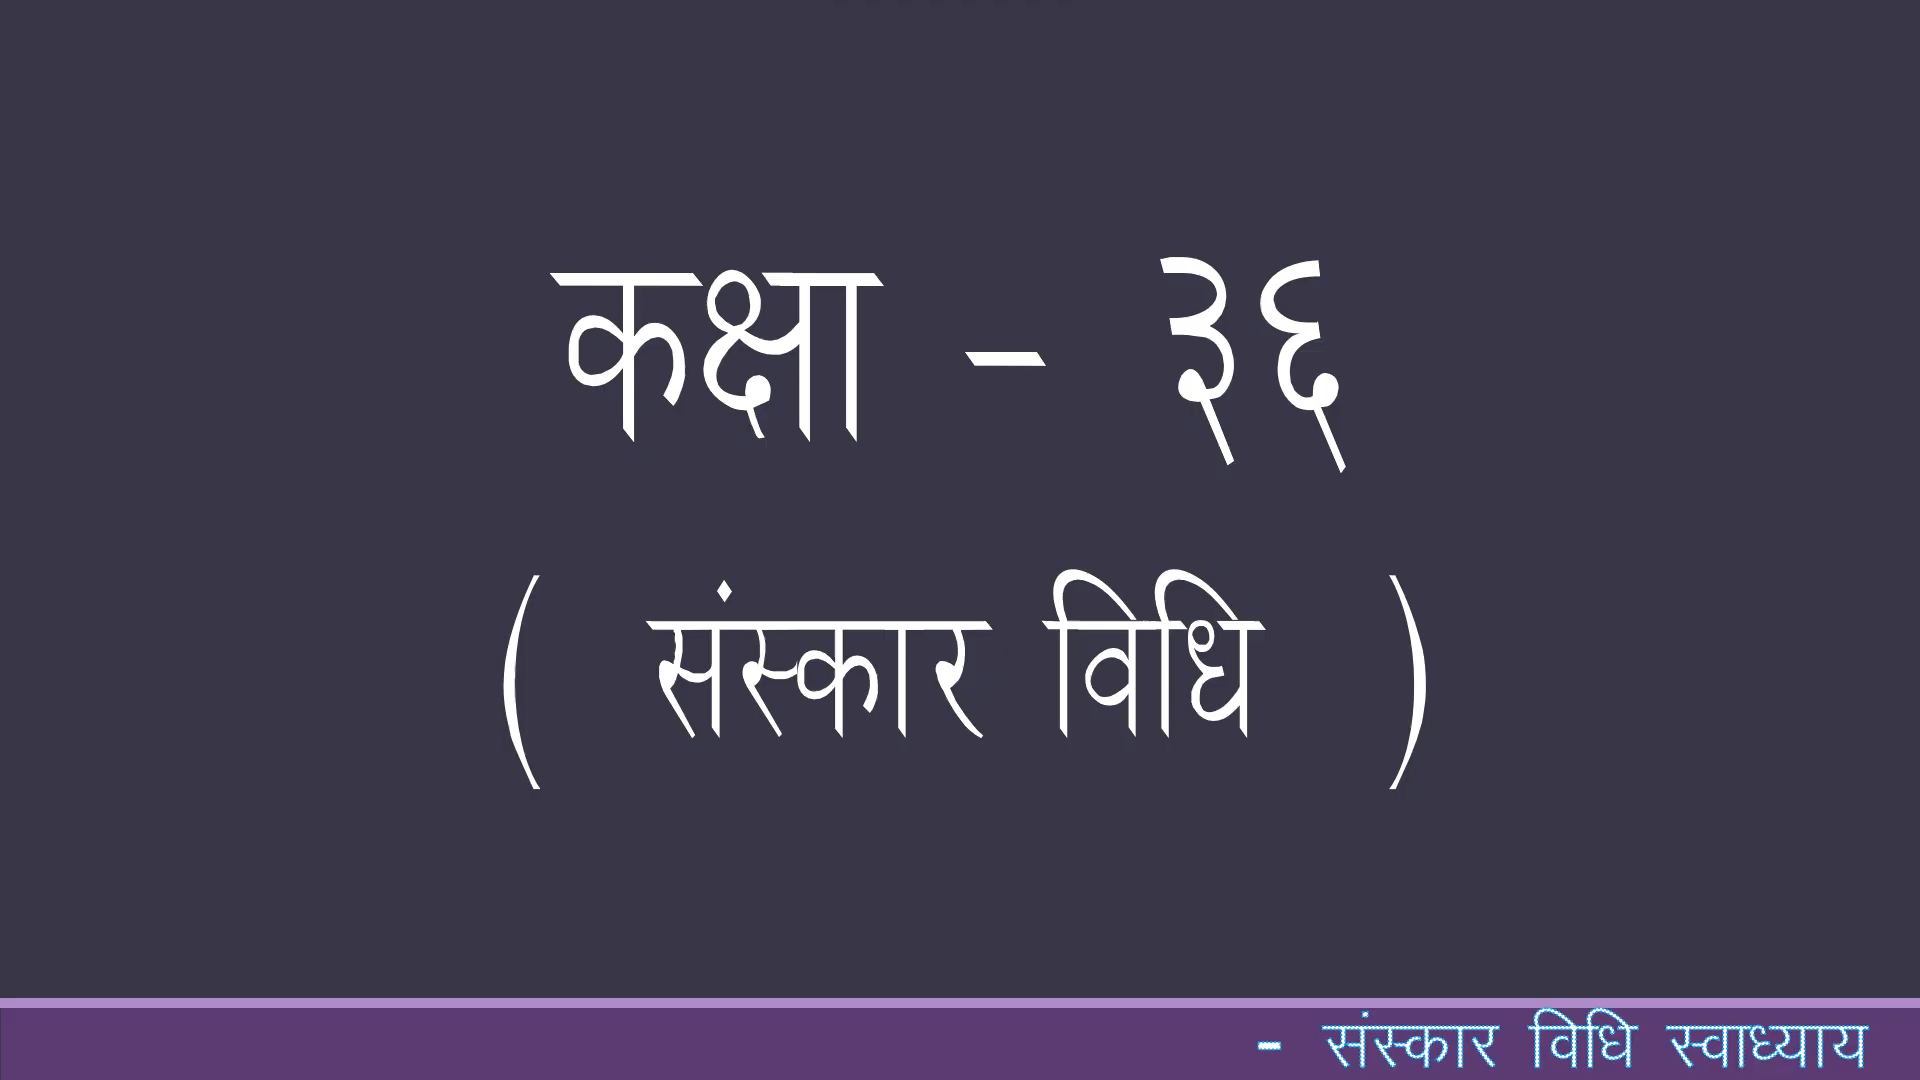 कक्षा - ३६
( संस्कार विधि )
- संस्कार विधि स्वाध्याय